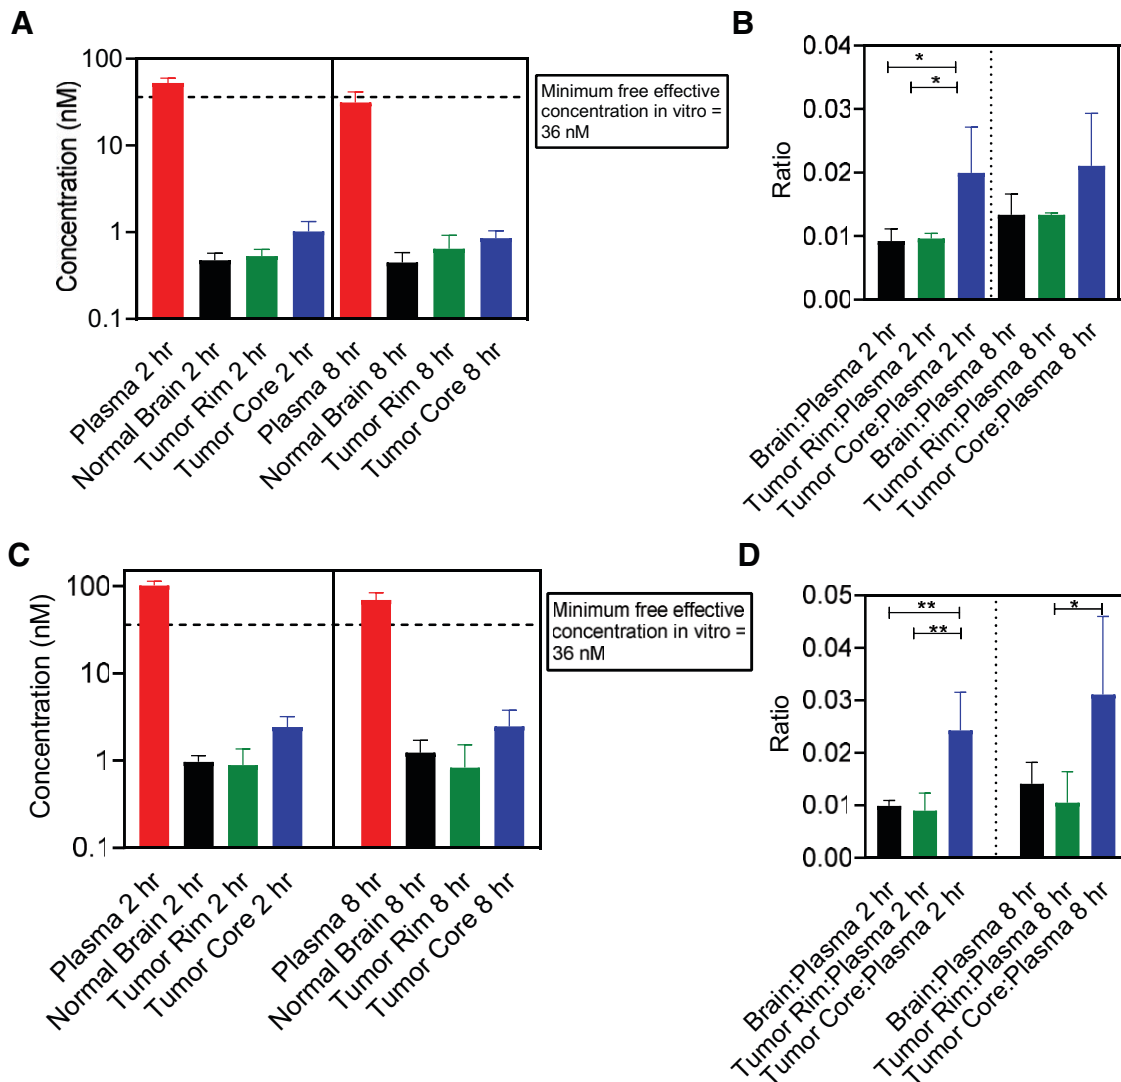 A
Concentration (nM)
100
10
1
0.1
Minimum free effective
concentration in vitro =
36 nM
Plasma 2 hr
Normal Brain 2 hr
Tumor Rim 2 hr
Tumor Core 2 hr
Plasma 8 hr
Normal Brain 8 hr
Tumor Rim 8 hr
Tumor Core 8 hr
B
Ratio
0.04
0.03
0.02
0.01
0.00
*
*
Brain:Plasma 2 hr
Tumor Rim:Plasma 2 hr
Tumor Core:Plasma 2 hr
Brain:Plasma 8 hr
Tumor Rim:Plasma 8 hr
Tumor Core:Plasma 8 hr
C
Concentration (nM)
100
10
1
0.1
Minimum free effective
concentration in vitro =
36 nM
Plasma 2 hr
Normal Brain 2 hr
Tumor Rim 2 hr
Tumor Core 2 hr
Plasma 8 hr
Normal Brain 8 hr
Tumor Rim 8 hr
Tumor Core 8 hr
D
Ratio
0.05
0.04
0.03
0.02
0.01
0.00
**
**
*
Brain:Plasma 2 hr
Tumor Rim:Plasma 2 hr
Tumor Core:Plasma 2 hr
Brain:Plasma 8 hr
Tumor Rim:Plasma 8 hr
Tumor Core:Plasma 8 hr